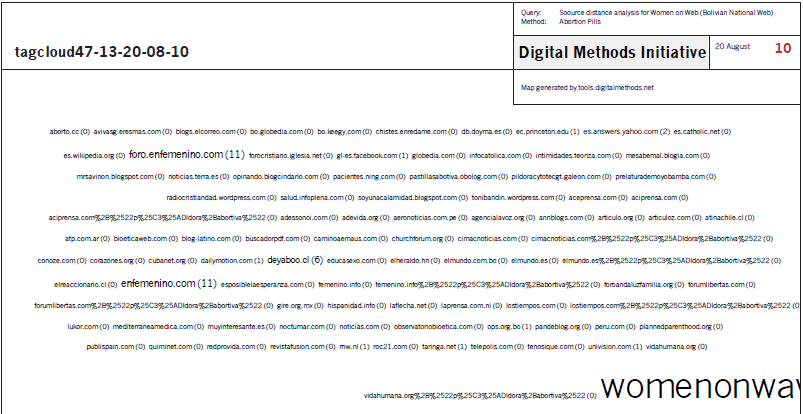 Query: Soource distance analysis for Women on Web (Bolivian National Web)
Method: Abortion Pills
tagcloud47-13-20-08-10
Digital Methods Initiative
20 August
10
Map generated by tools.digitalmethods.net
aborto.cc (0) avivasg.eresmas.com (0) blogs.elcorreo.com (0) bo.globedia.com (0) bo.keegy.com (0) chistes.enredame.com (0) db.doyma.es (0) ec.princeton.edu (1) es.answers.yahoo.com (2) es.catholic.net (0)
es.wikipedia.org (0) foro.enfemenino.com (11) forocristiano.iglesia.net (0) gl-es.facebook.com (1) globedia.com (0) infocatolica.com (0) intimidades.teoriza.com (0) mesabemal.blogia.com (0)
mrsavinon.blogspot.com (0) noticias.terra.es (0) opinando.blogcindario.com (0) pacientes.ning.com (0) pastillasabotiva.obolog.com (0) pildoracytotecgt.galeon.com (0) prelaturademoyobamba.com (0)
radiocristiandad.wordpress.com (0) salud.infoplena.com (0) soyunacalamidad.blogspot.com (0) tonibandin.wordpress.com (0) aceprensa.com (0) aciprensa.com (0)
aciprensa.com%2B%2522p%25C3%25ADldora%2Babortiva%2522 (0) adessonoi.com (0) adevida.org (0) aeronoticias.com.pe (0) agencialavoz.org (0) annblogs.com (0) articulo.org (0) articuloz.com (0) atinachile.cl (0)
atp.com.ar (0) bioeticaweb.com (0) blog-latino.com (0) buscadorpdf.com (0) caminoaemaus.com (0) churchforum.org (0) cimacnoticias.com (0) cimacnoticias.com%2B%2522p%25C3%25ADldora%2Babortiva%2522 (0)
conoze.com (0) corazones.org (0) cubanet.org (0) dailymotion.com (1) deyaboo.cl (6) educasexo.com (0) elheraldo.hn (0) elmundo.com.bo (0) elmundo.es (0) elmundo.es%2B%2522p%25C3%25ADldora%2Babortiva%2522 (0)
elreaccionario.cl (0) enfemenino.com (11) esposiblelaesperanza.com (0) femenino.info (0) femenino.info%2B%2522p%25C3%25ADldora%2Babortiva%2522 (0) foroandaluzfamilia.org (0) forumlibertas.com (0)
forumlibertas.com%2B%2522p%25C3%25ADldora%2Babortiva%2522 (0) gire.org.mx (0) hispanidad.info (0) laflecha.net (0) laprensa.com.ni (0) lostiempos.com (0) lostiempos.com%2B%2522p%25C3%25ADldora%2Babortiva%2522 (0
lukor.com (0) mediterraneamedica.com (0) muyinteresante.es (0) nocturnar.com (0) noticias.com (0) observatoriobioetica.com (0) ops.org.bo (1) pandeblog.org (0) peru.com (0) plannedparenthood.org (0)
publispain.com (0) quiminet.com (0) redprovida.com (0) revistafusion.com (0) rnw.nl (1) roc21.com (0) taringa.net (1) telepolis.com (0) tenosique.com (0) univision.com (1) vidahumana.org (0)
vidahumana.org%2B%2522p%25C3%25ADldora%2Babortiva%2522 (0) womenonwav